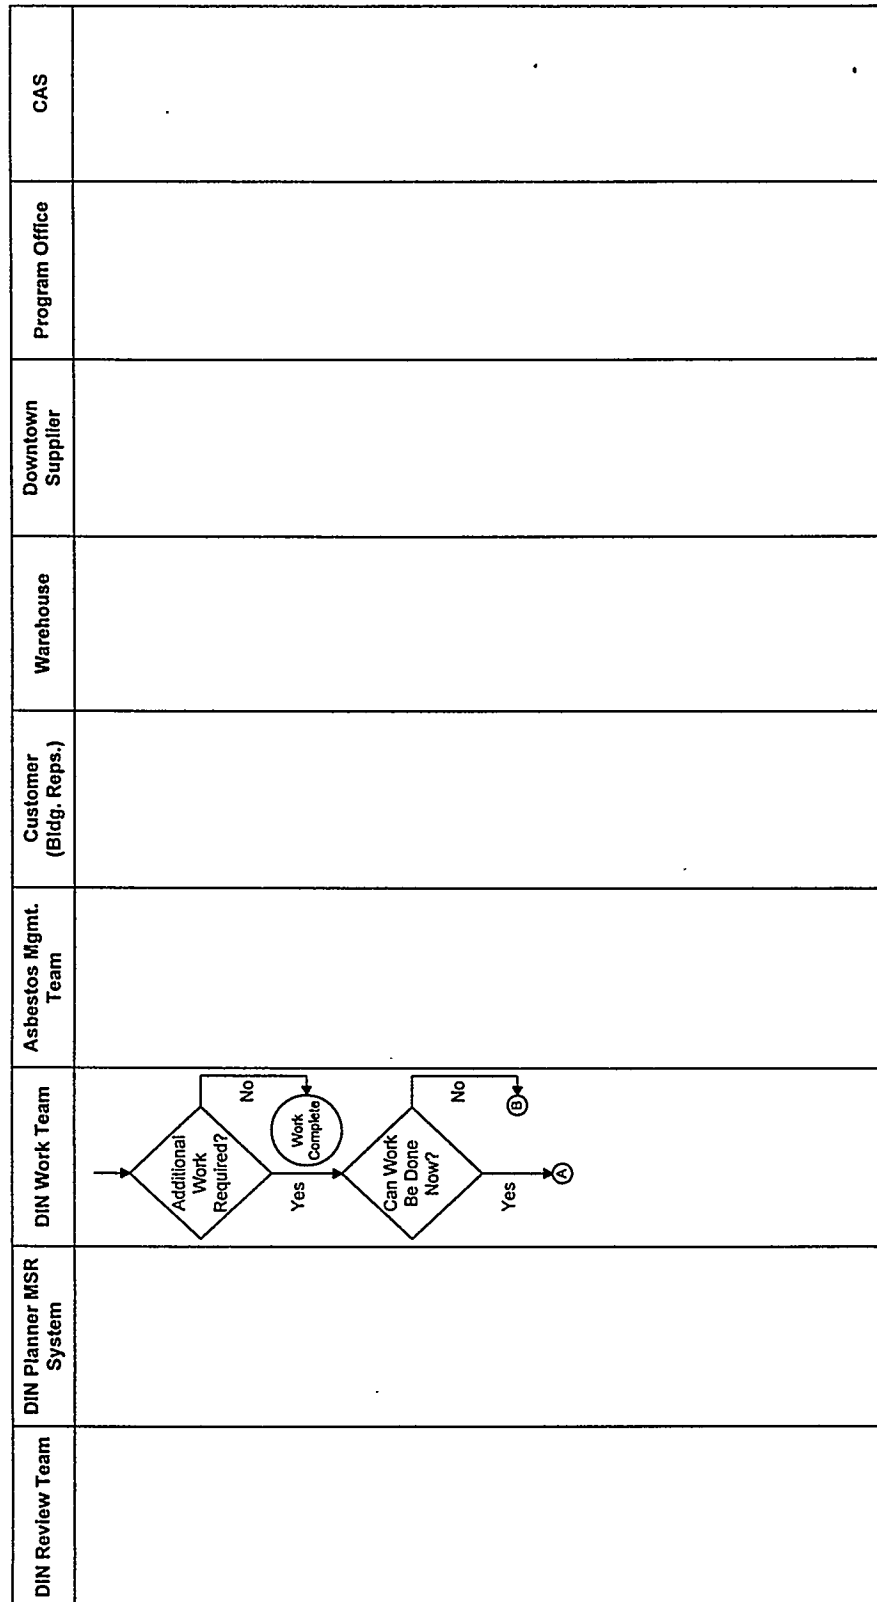 DIN Review Team
DIN Planner MSR
System
DIN Work Team
Asbestos Mgmt.
Team
Customer
(Bldg. Reps.)
Warehouse
Downtown
Supplier
Program Office
CAS
Additional
Work
Required?
No
Work
Complete
Yes
Can Work
Be Done
Now?
No
B
Yes
A